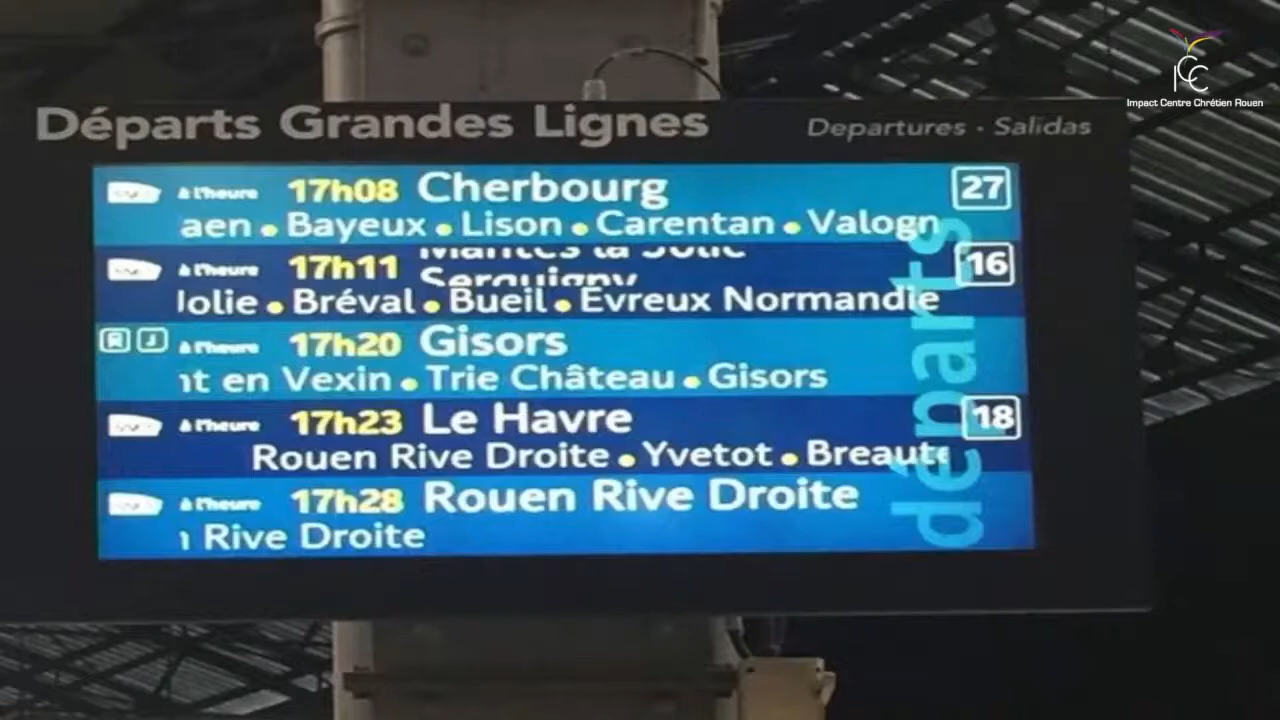 ICC
Impact Centre Chrétien Rouen
Départs Grandes Lignes
Departures · Salidas
à l'heure 17h08 Cherbourg 27
aen • Bayeux • Lison • Carentan • Valogn
à l'heure 17h11 16
Jolie • Bréval • Bueil • Évreux Normandie
R J à l'heure 17h20 Gisors
nt en Vexin • Trie Château • Gisors
à l'heure 17h23 Le Havre 18
Rouen Rive Droite • Yvetot • Breaute
à l'heure 17h28 Rouen Rive Droite
n Rive Droite
départs